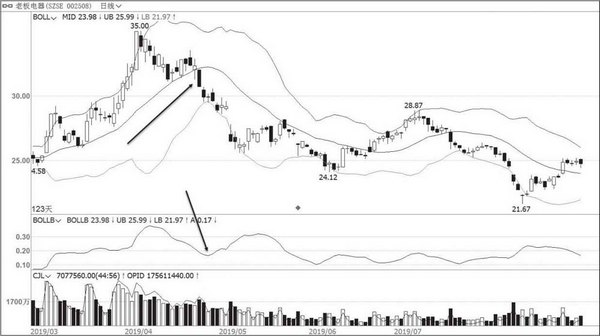 老板电器(SZSE 002508) 日线
BOLL MID 23.98↓ UB 25.99↓ LB 21.97↑
35.00
30.00
28.87
25.00
4.58
24.12
21.67
123天
BOLLB BOLLB 23.98↓ UB 25.99↓ LB 21.97↑ A 0.17↓
0.30
0.20
0.10
CJL 7077560.00(44:56)↑ OPID 175611440.00↑
1700万
2019/03 2019/04 2019/05 2019/06 2019/07